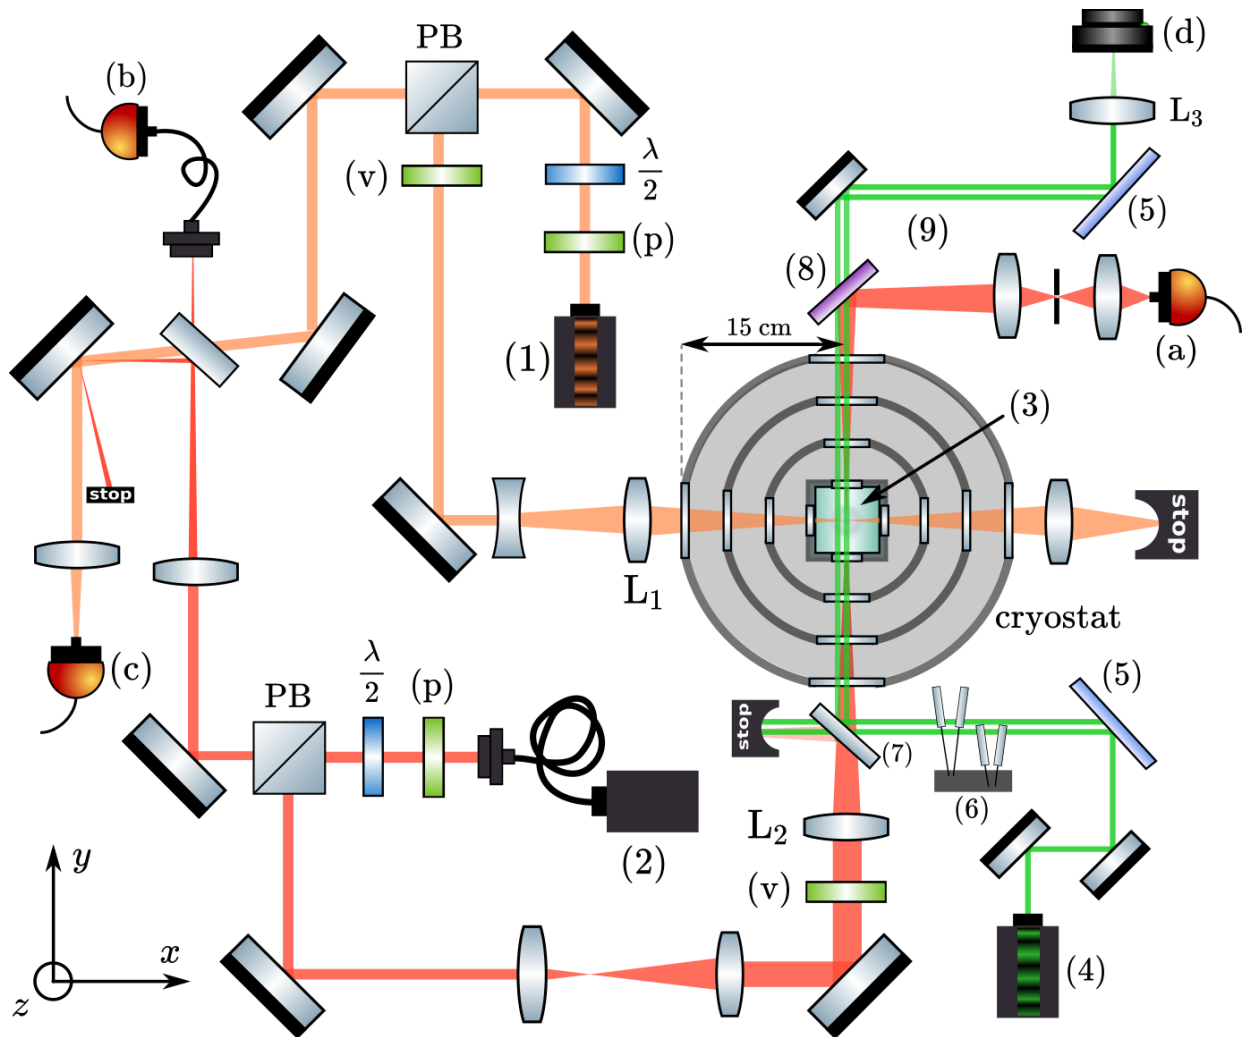 (b)
PB
(d)
L₃
(v)
λ/2
(p)
(5)
(9)
(8)
15 cm
(a)
(1)
(3)
stop
stop
L₁
cryostat
(c)
λ/2
(p)
PB
(5)
stop
(7)
(6)
L₂
(2)
(v)
(4)
y
x
z